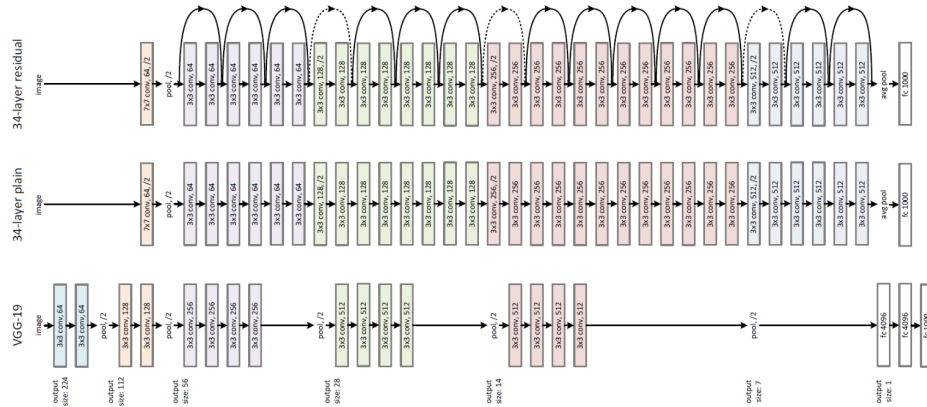 34-layer residual
image
7x7 conv, 64, /2
pool, /2
3x3 conv, 64
3x3 conv, 64
3x3 conv, 64
3x3 conv, 64
3x3 conv, 64
3x3 conv, 64
3x3 conv, 128, /2
3x3 conv, 128
3x3 conv, 128
3x3 conv, 128
3x3 conv, 128
3x3 conv, 128
3x3 conv, 128
3x3 conv, 128
3x3 conv, 256, /2
3x3 conv, 256
3x3 conv, 256
3x3 conv, 256
3x3 conv, 256
3x3 conv, 256
3x3 conv, 256
3x3 conv, 256
3x3 conv, 256
3x3 conv, 256
3x3 conv, 256
3x3 conv, 256
3x3 conv, 512, /2
3x3 conv, 512
3x3 conv, 512
3x3 conv, 512
3x3 conv, 512
3x3 conv, 512
avg pool
fc 1000
34-layer plain
image
7x7 conv, 64, /2
pool, /2
3x3 conv, 64
3x3 conv, 64
3x3 conv, 64
3x3 conv, 64
3x3 conv, 64
3x3 conv, 64
3x3 conv, 128, /2
3x3 conv, 128
3x3 conv, 128
3x3 conv, 128
3x3 conv, 128
3x3 conv, 128
3x3 conv, 128
3x3 conv, 128
3x3 conv, 256, /2
3x3 conv, 256
3x3 conv, 256
3x3 conv, 256
3x3 conv, 256
3x3 conv, 256
3x3 conv, 256
3x3 conv, 256
3x3 conv, 256
3x3 conv, 256
3x3 conv, 256
3x3 conv, 256
3x3 conv, 512, /2
3x3 conv, 512
3x3 conv, 512
3x3 conv, 512
3x3 conv, 512
3x3 conv, 512
avg pool
fc 1000
VGG-19
image
3x3 conv, 64
3x3 conv, 64
pool, /2
3x3 conv, 128
3x3 conv, 128
pool, /2
3x3 conv, 256
3x3 conv, 256
3x3 conv, 256
3x3 conv, 256
pool, /2
3x3 conv, 512
3x3 conv, 512
3x3 conv, 512
3x3 conv, 512
pool, /2
3x3 conv, 512
3x3 conv, 512
3x3 conv, 512
3x3 conv, 512
pool, /2
fc 4096
fc 4096
fc 1000
output
size: 224
output
size: 112
output
size: 56
output
size: 28
output
size: 14
output
size: 7
output
size: 1